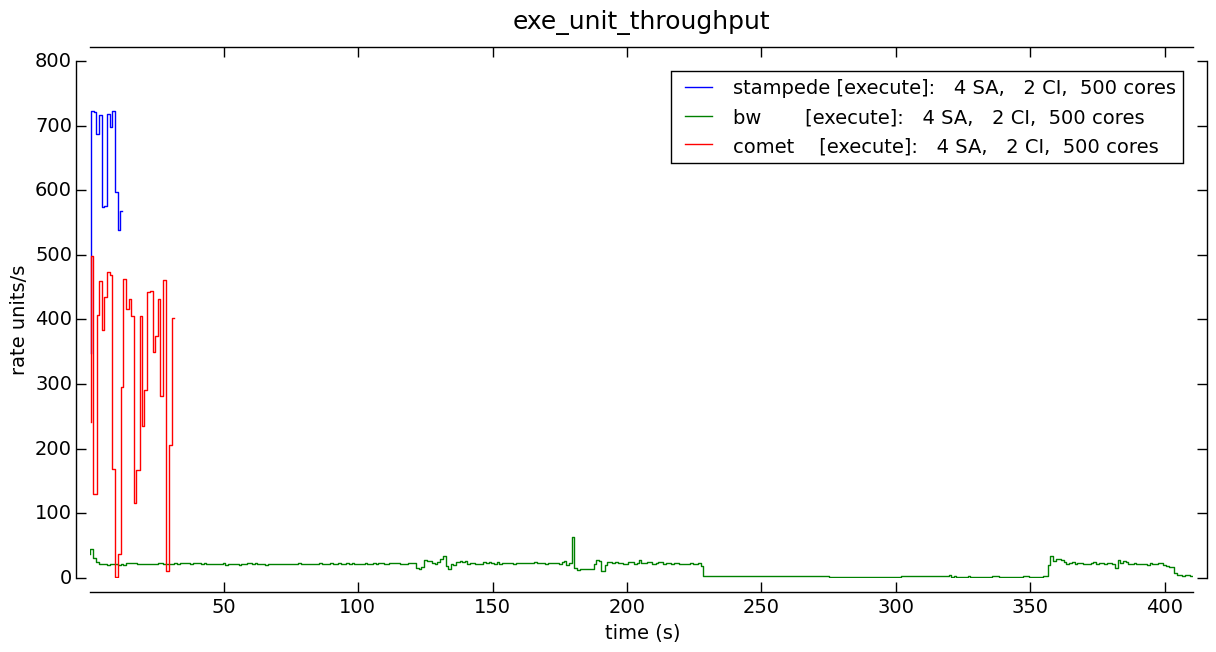 exe_unit_throughput
800
700
600
500
400
300
200
100
0
rate units/s
stampede [execute]:   4 SA,   2 CI,  500 cores
bw       [execute]:   4 SA,   2 CI,  500 cores
comet    [execute]:   4 SA,   2 CI,  500 cores
50 100 150 200 250 300 350 400
time (s)